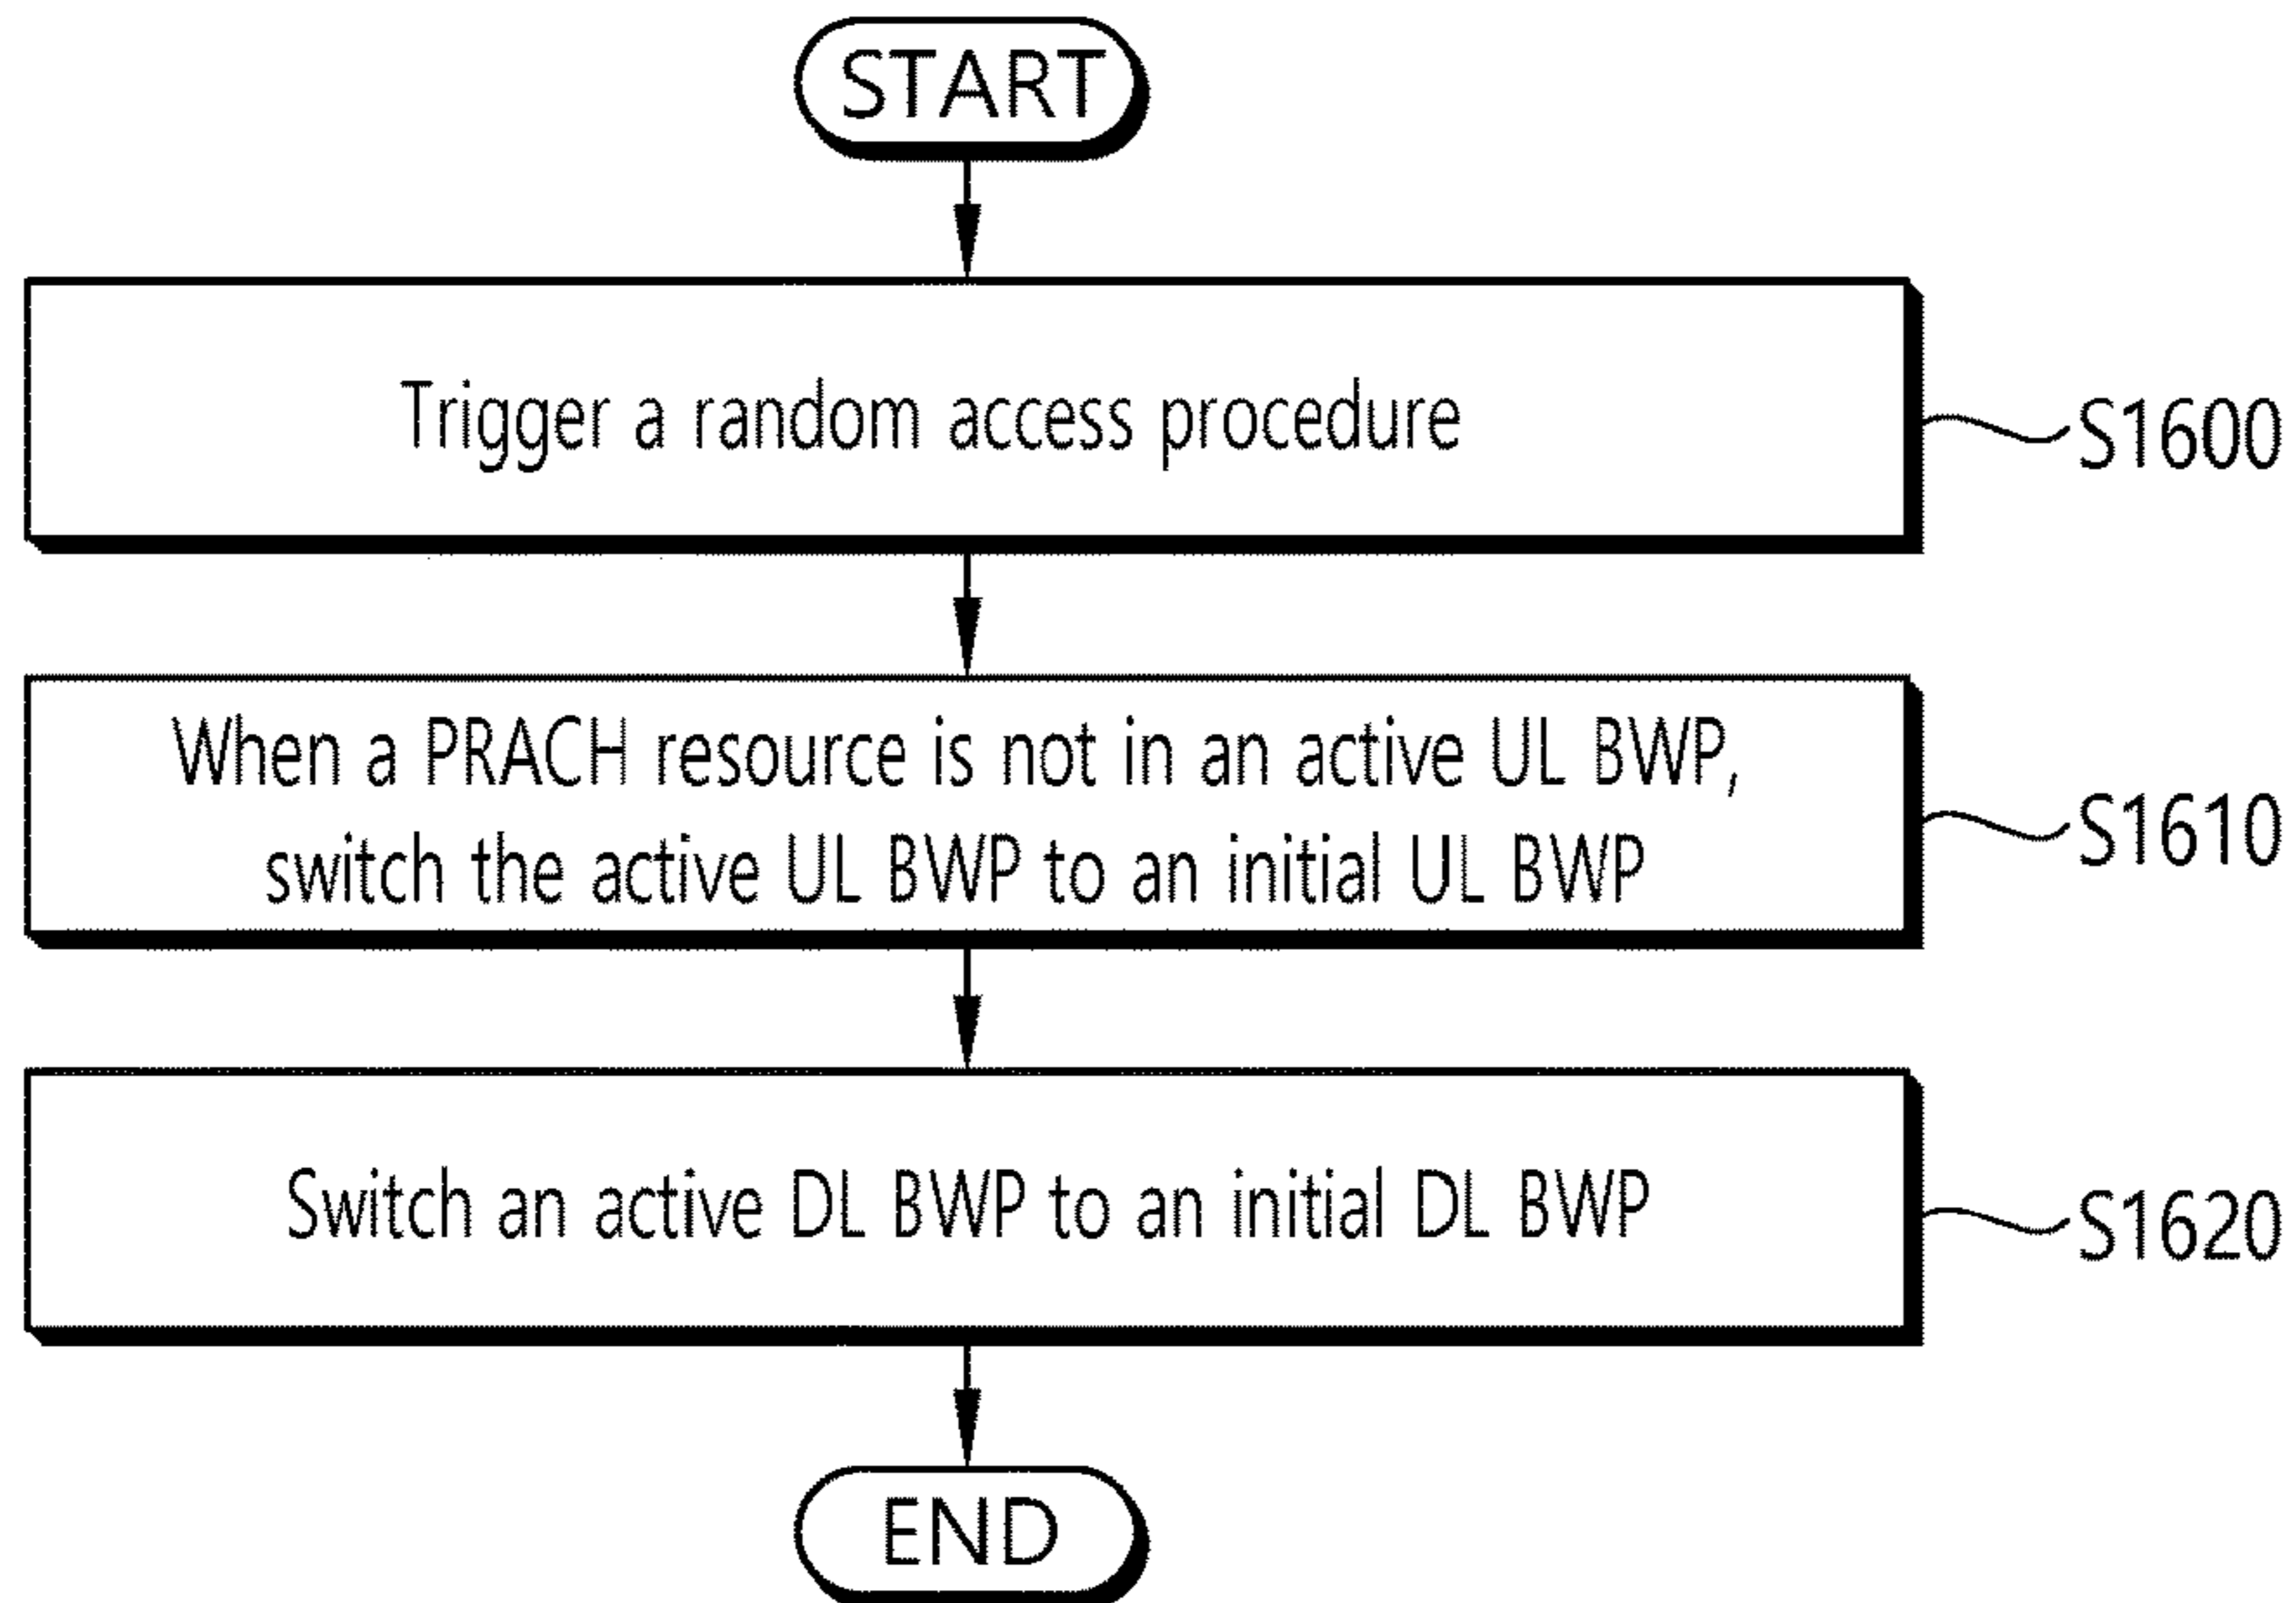 START
Trigger a random access procedure
S1600
When a PRACH resource is not in an active UL BWP,
switch the active UL BWP to an initial UL BWP
S1610
Switch an active DL BWP to an initial DL BWP
S1620
END